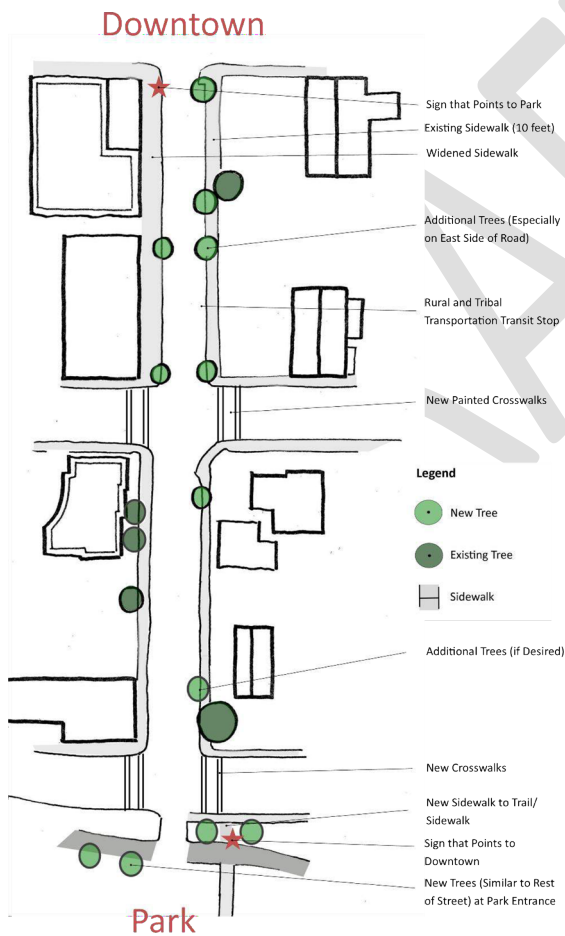 Downtown
Sign that Points to Park
Existing Sidewalk (10 feet)
Widened Sidewalk
Additional Trees (Especially
on East Side of Road)
Rural and Tribal
Transportation Transit Stop
New Painted Crosswalks
Legend
New Tree
Existing Tree
Sidewalk
Additional Trees (if Desired)
New Crosswalks
New Sidewalk to Trail/
Sidewalk
Sign that Points to
Downtown
New Trees (Similar to Rest
of Street) at Park Entrance
Park